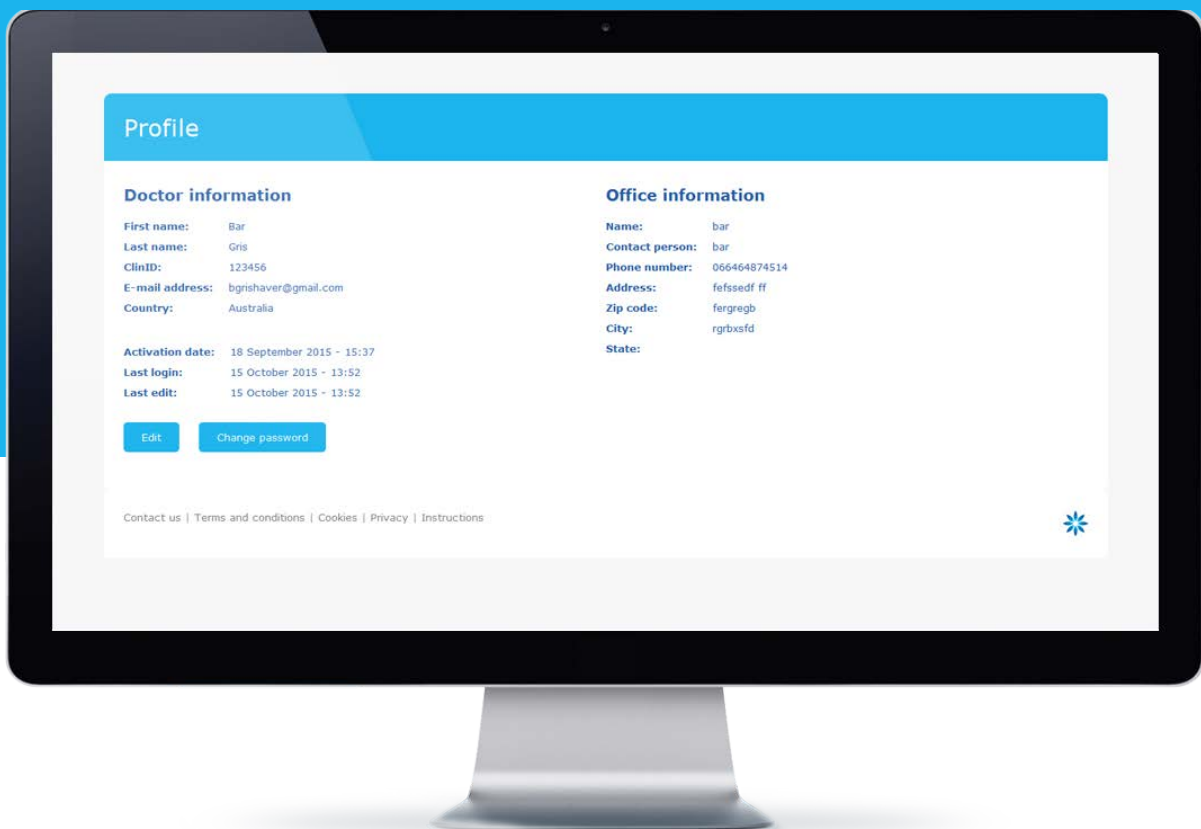 Profile
Doctor information
First name: Bar
Last name: Gris
ClinID: 123456
E-mail address: bgrishaver@gmail.com
Country: Australia
Activation date: 18 September 2015 - 15:37
Last login: 15 October 2015 - 13:52
Last edit: 15 October 2015 - 13:52
Edit Change password
Office information
Name: bar
Contact person: bar
Phone number: 066464874514
Address: fefssedf ff
Zip code: fergregb
City: rgrbxsfd
State:
Contact us | Terms and conditions | Cookies | Privacy | Instructions